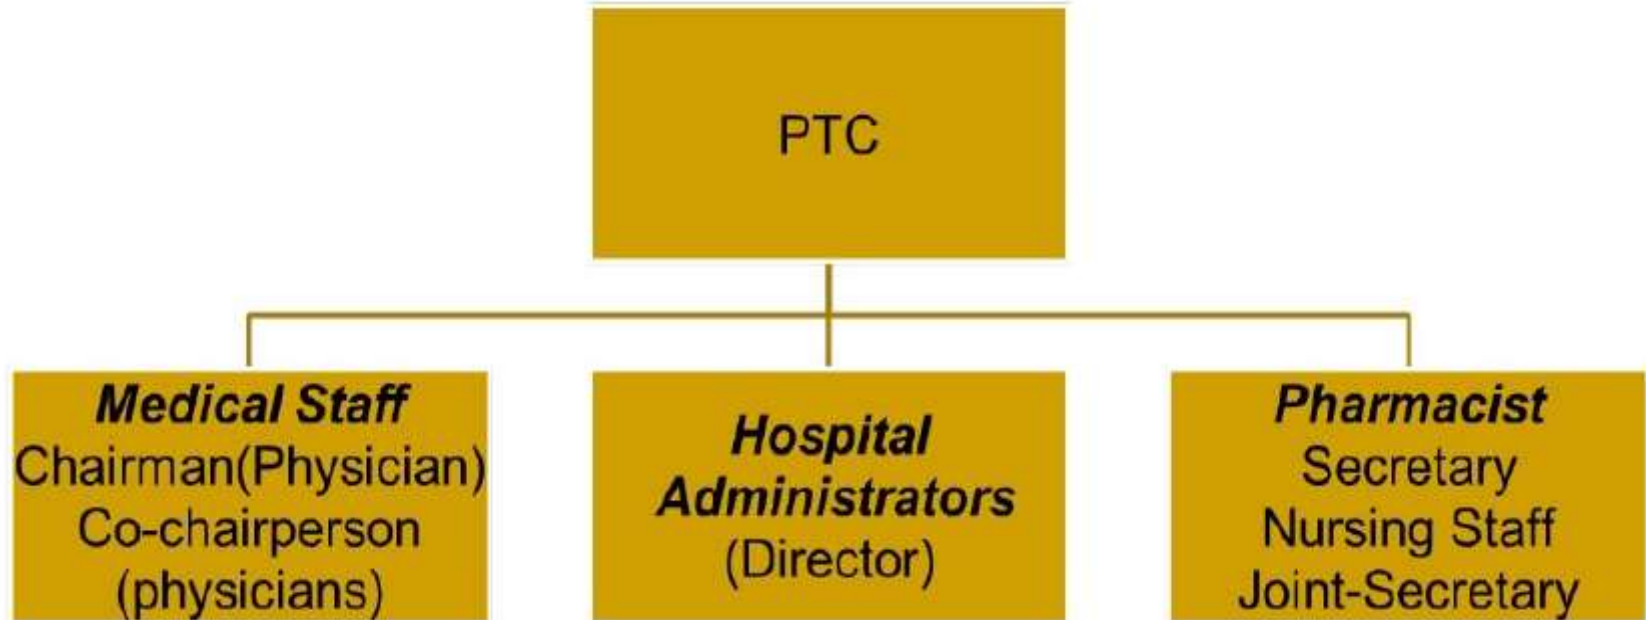 PTC
Medical Staff
Chairman(Physician)
Co-chairperson
(physicians)
Hospital
Administrators
(Director)
Pharmacist
Secretary
Nursing Staff
Joint-Secretary